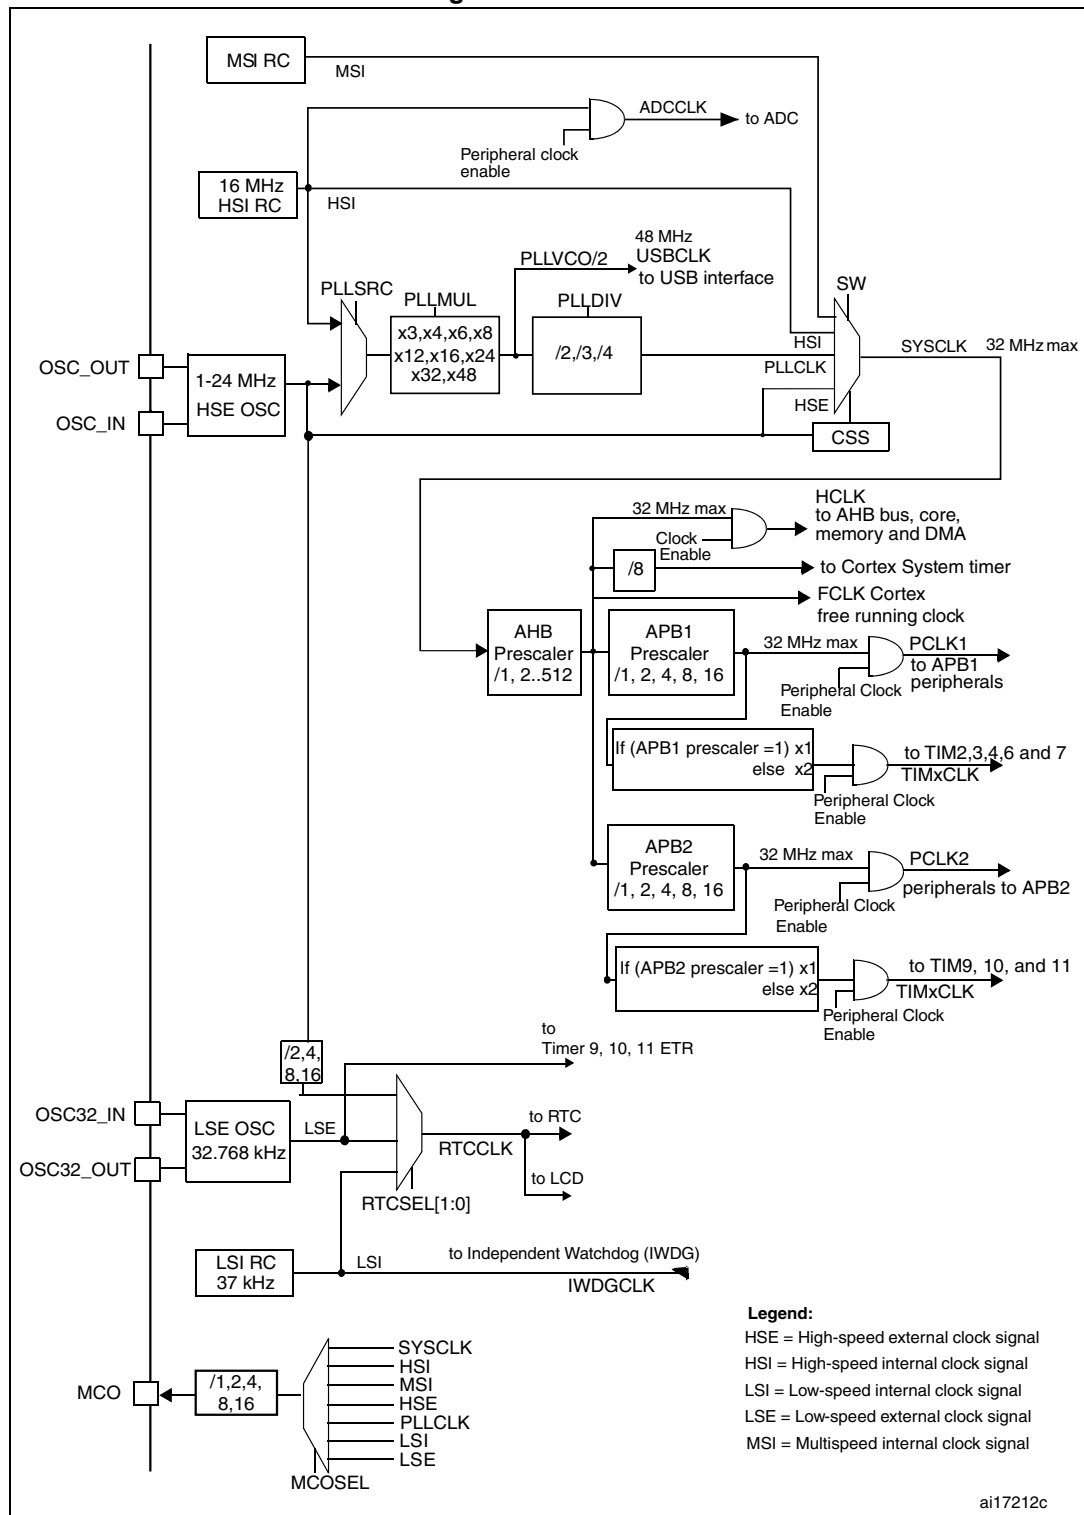 MSI RC
MSI
ADCCLK
to ADC
Peripheral clock
enable
16 MHz
HSI RC
HSI
48 MHz
USBCLK
to USB interface
PLLVCO/2
PLLSRC
PLLMUL
PLLDIV
SW
x3,x4,x6,x8
x12,x16,x24
x32,x48
/2,/3,/4
HSI
PLLCLK
HSE
SYSCLK
32 MHz max
OSC_OUT
OSC_IN
1-24 MHz
HSE OSC
CSS
32 MHz max
HCLK
to AHB bus, core,
memory and DMA
Clock
Enable
/8
to Cortex System timer
FCLK Cortex
free running clock
AHB
Prescaler
/1, 2..512
APB1
Prescaler
/1, 2, 4, 8, 16
32 MHz max
PCLK1
to APB1
peripherals
Peripheral Clock
Enable
If (APB1 prescaler =1) x1
else x2
to TIM2,3,4,6 and 7
TIMxCLK
Peripheral Clock
Enable
APB2
Prescaler
/1, 2, 4, 8, 16
32 MHz max
PCLK2
peripherals to APB2
Peripheral Clock
Enable
If (APB2 prescaler =1) x1
else x2
to TIM9, 10, and 11
TIMxCLK
Peripheral Clock
Enable
to
Timer 9, 10, 11 ETR
/2,4,
8,16
OSC32_IN
OSC32_OUT
LSE OSC
32.768 kHz
LSE
to RTC
RTCCLK
to LCD
RTCSEL[1:0]
LSI RC
37 kHz
LSI
to Independent Watchdog (IWDG)
IWDGCLK
MCO
/1,2,4,
8,16
SYSCLK
HSI
MSI
HSE
PLLCLK
LSI
LSE
MCOSEL
Legend:
HSE = High-speed external clock signal
HSI = High-speed internal clock signal
LSI = Low-speed internal clock signal
LSE = Low-speed external clock signal
MSI = Multispeed internal clock signal
ai17212c